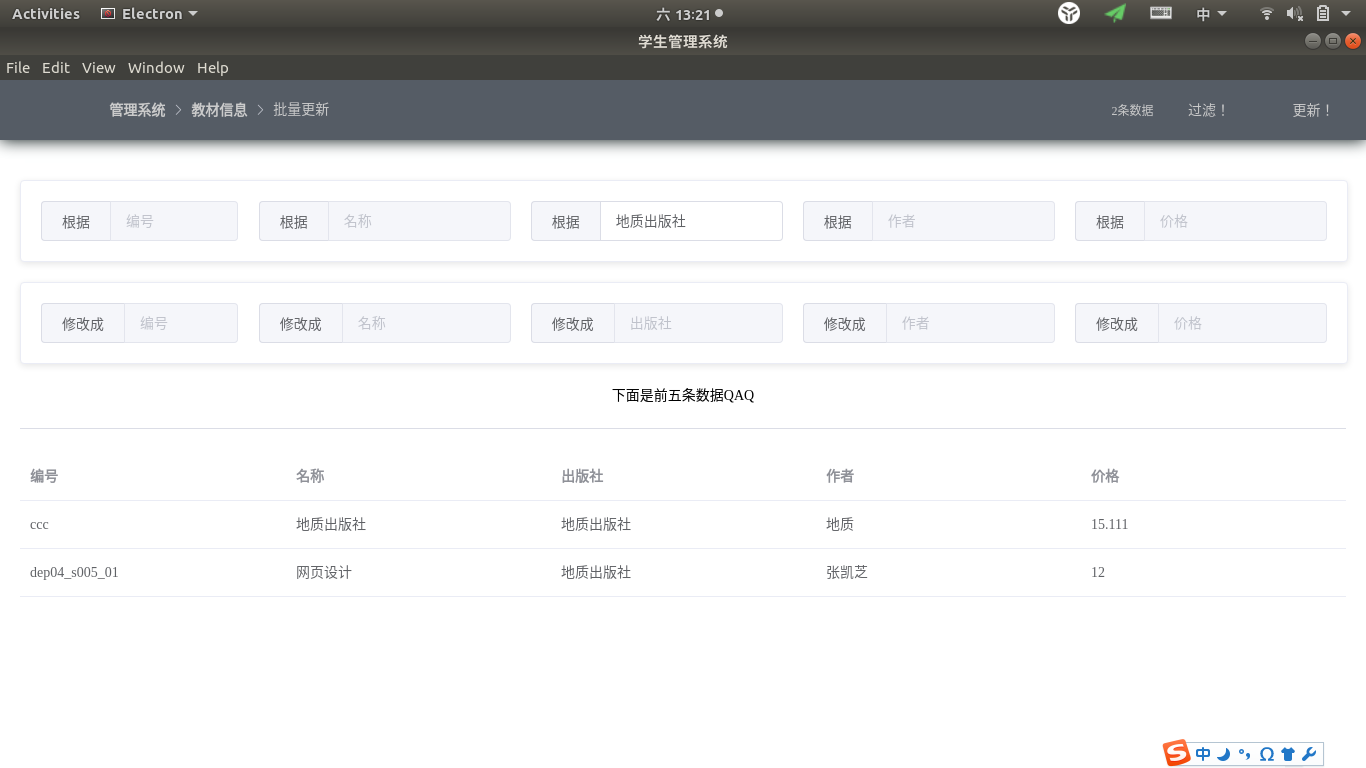 Activities Electron 六 13:21 中
学生管理系统
File Edit View Window Help
管理系统 教材信息 批量更新 2条数据 过滤！ 更新！
根据 编号 根据 名称 根据 地质出版社 根据 作者 根据 价格
修改成 编号 修改成 名称 修改成 出版社 修改成 作者 修改成 价格
下面是前五条数据QAQ
编号 名称 出版社 作者 价格
ccc 地质出版社 地质出版社 地质 15.111
dep04_s005_01 网页设计 地质出版社 张凯芝 12
S 中 Ω